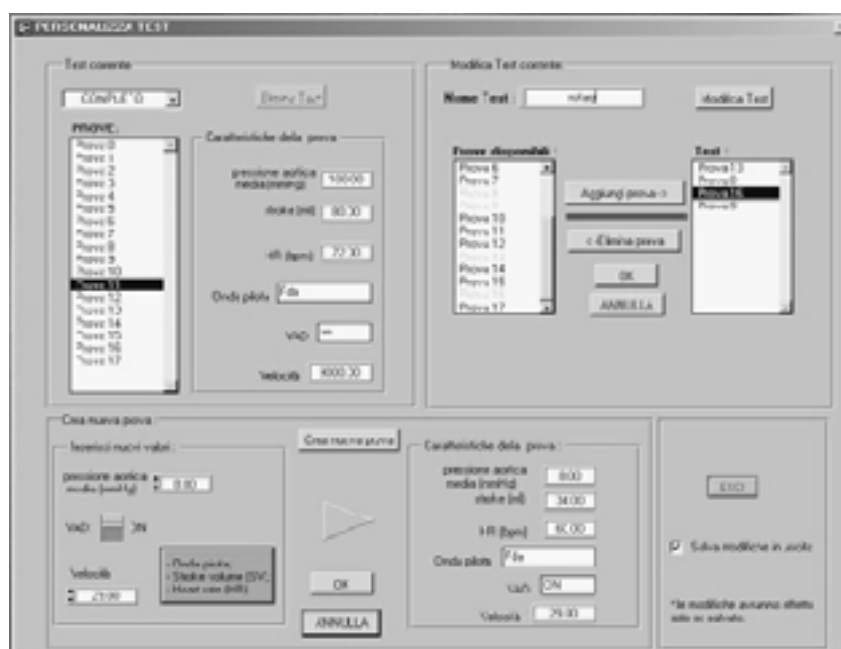 PERSONALIZZA TEST
Test corrente
COMPLETO
Elimina Test
PROVE:
Prova 0
Prova 1
Prova 2
Prova 3
Prova 4
Prova 5
Prova 6
Prova 7
Prova 8
Prova 9
Prova 10
Prova 11
Prova 12
Prova 13
Prova 14
Prova 15
Prova 16
Prova 17
Caratteristiche della prova
pressione aortica
media(mmHg) 100.00
stroke (ml) 80.00
HR (bpm) 72.00
Onda pilota File
VAD
Velocità
Modifica Test corrente
Nome Test :
Modifica Test
Prove disponibili :
Prova 6
Prova 7
Prova 10
Prova 11
Prova 12
Prova 14
Prova 15
Prova 17
Aggiungi prova ->
<-Elimina prova
OK
ANNULLA
Test :
Prova 13
Prova 8
Prova 16
Prova 9
Crea nuova prova :
Inserisci nuovi valori :
pressione aortica
media (mmHg) 0.00
VAD ON
Velocità
- Onda pilota,
- Stroke volume (SV),
- Heart rate (HR)
Crea nuova prova
OK
ANNULLA
Caratteristiche della prova :
pressione aortica
media (mmHg)
stroke (ml) 34.00
HR (bpm) 60.00
Onda pilota File
VAD ON
Velocità
ESCI
Salva modifiche in uscita
*le modifiche avranno effetto
solo se salvate.